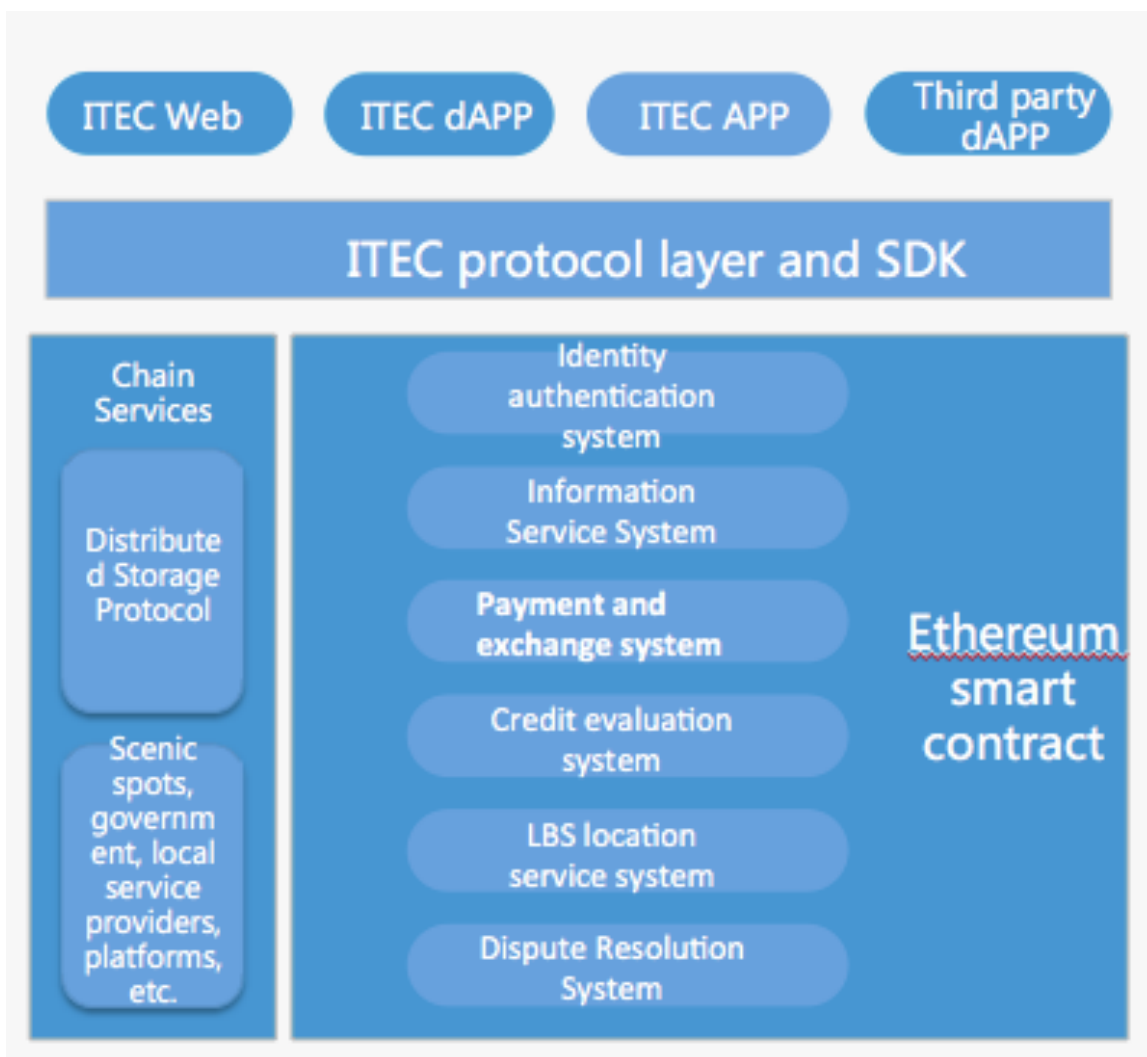 ITEC Web
ITEC dAPP
ITEC APP
Third party
dAPP
ITEC protocol layer and SDK
Chain
Services
Distribute
d Storage
Protocol
Scenic
spots,
governm
ent, local
service
providers,
platforms,
etc.
Identity
authentication
system
Information
Service System
Payment and
exchange system
Credit evaluation
system
LBS location
service system
Dispute Resolution
System
Ethereum
smart
contract